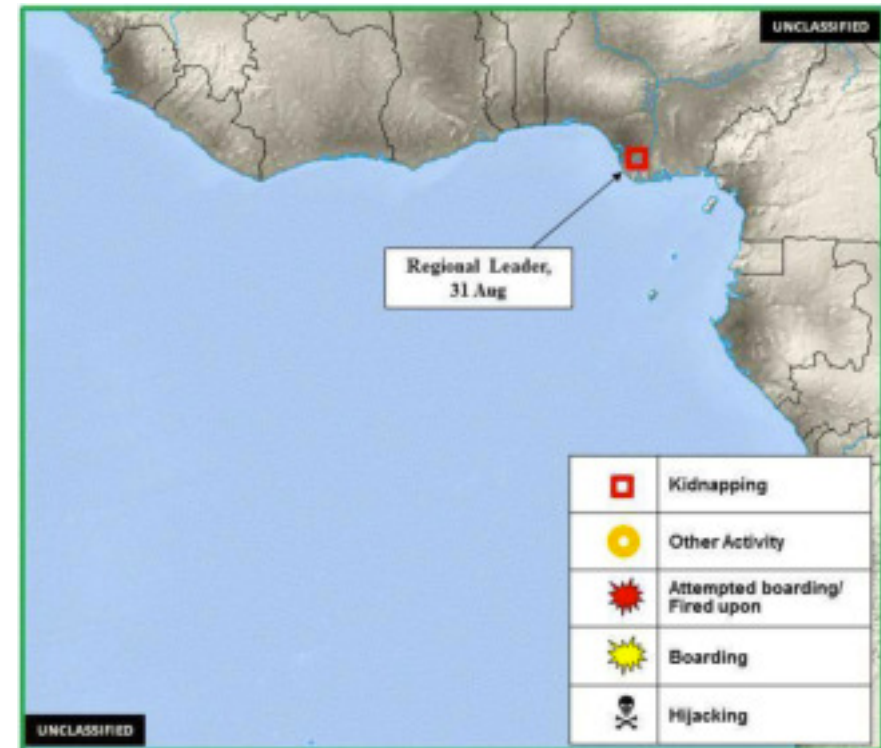 UNCLASSIFIED
Regional Leader,
31 Aug
Kidnapping
Other Activity
Attempted boarding/
Fired upon
Boarding
Hijacking
UNCLASSIFIED